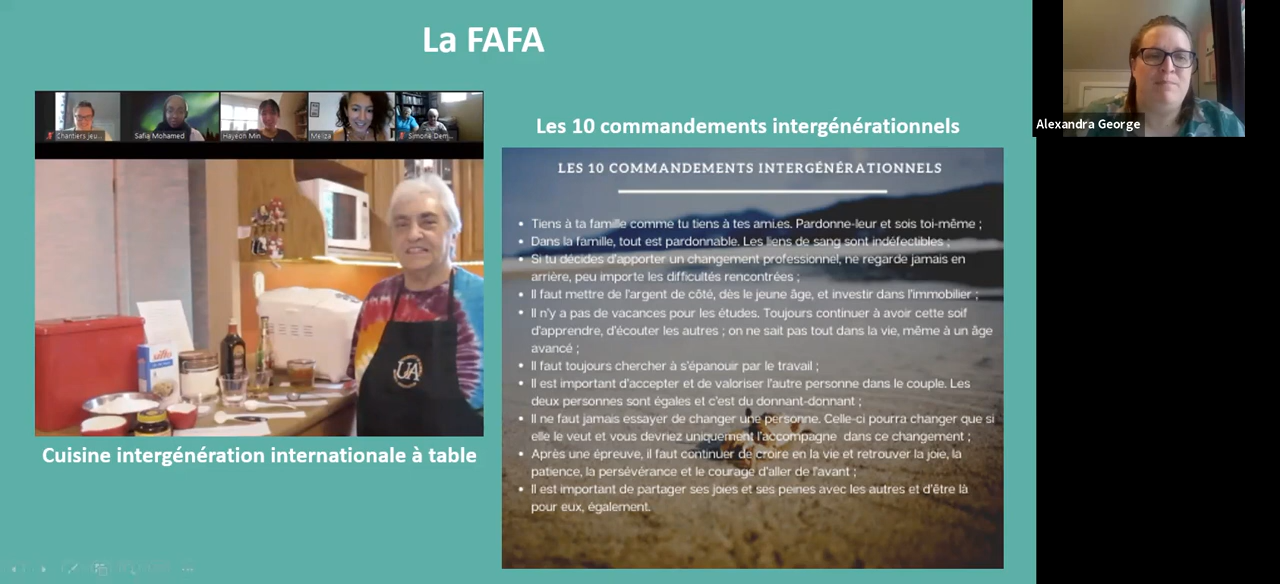 La FAFA
Chantiers jeu...
Safia Mohamed
Hayeon Min
Meliza
Simone Dem...
UA
Cuisine intergénération internationale à table
Les 10 commandements intergénérationnels
LES 10 COMMANDEMENTS INTERGÉNÉRATIONNELS
• Tiens à ta famille comme tu tiens à tes ami.es. Pardonne-leur et sois toi-même ;
• Dans la famille, tout est pardonnable. Les liens de sang sont indéfectibles ;
• Si tu décides d'apporter un changement professionnel, ne regarde jamais en
arrière, peu importe les difficultés rencontrées ;
• Il faut mettre de l'argent de côté, dès le jeune âge, et investir dans l'immobilier ;
• Il n'y a pas de vacances pour les études. Toujours continuer à avoir cette soif
d'apprendre, d'écouter les autres ; on ne sait pas tout dans la vie, même à un âge
avancé ;
• Il faut toujours chercher à s'épanouir par le travail ;
• Il est important d'accepter et de valoriser l'autre personne dans le couple. Les
deux personnes sont égales et c'est du donnant-donnant ;
• Il ne faut jamais essayer de changer une personne. Celle-ci pourra changer que si
elle le veut et vous devriez uniquement l'accompagne dans ce changement ;
• Après une épreuve, il faut continuer de croire en la vie et retrouver la joie, la
patience, la persévérance et le courage d'aller de l'avant ;
• Il est important de partager ses joies et ses peines avec les autres et d'être là
pour eux, également.
Alexandra George